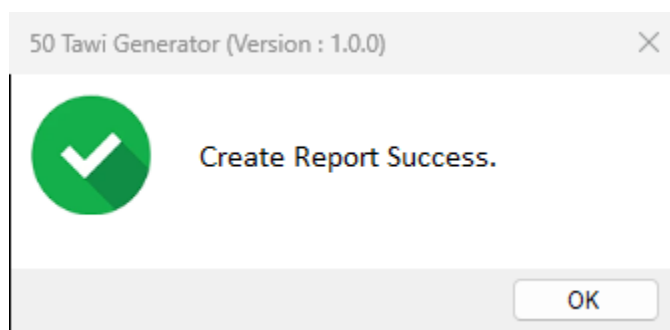 50 Tawi Generator (Version : 1.0.0)
Create Report Success.
OK